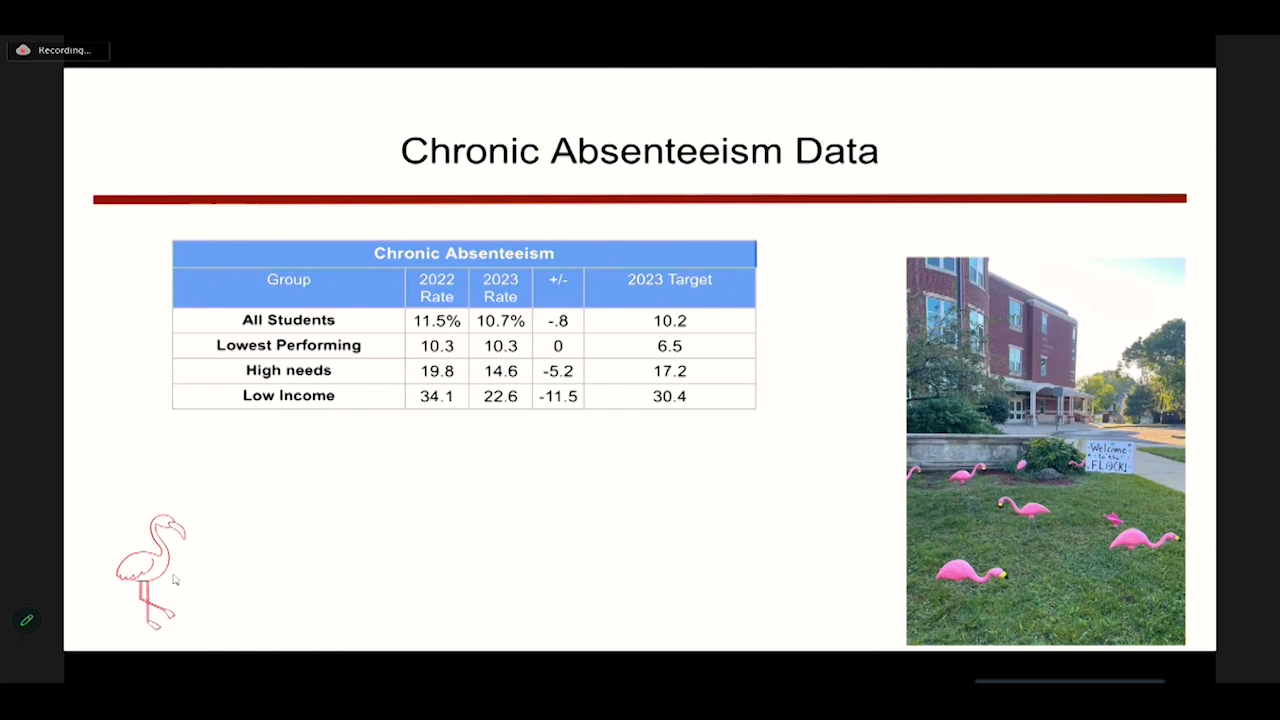 Recording...
Chronic Absenteeism Data
Chronic Absenteeism
Group 2022 Rate 2023 Rate +/- 2023 Target
All Students 11.5% 10.7% -.8 10.2
Lowest Performing 10.3 10.3 0 6.5
High needs 19.8 14.6 -5.2 17.2
Low Income 34.1 22.6 -11.5 30.4
Welcome
to the
FLOCK!